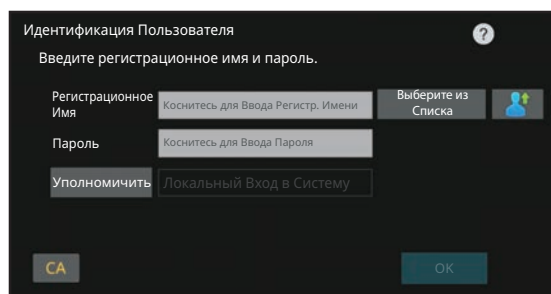 Идентификация Пользователя
?
Введите регистрационное имя и пароль.
Регистрационное
Имя
Коснитесь для Ввода Регистр. Имени
Выберите из
Списка
Пароль
Коснитесь для Ввода Пароля
Уполномичить
Локальный Вход в Систему
CA
OK